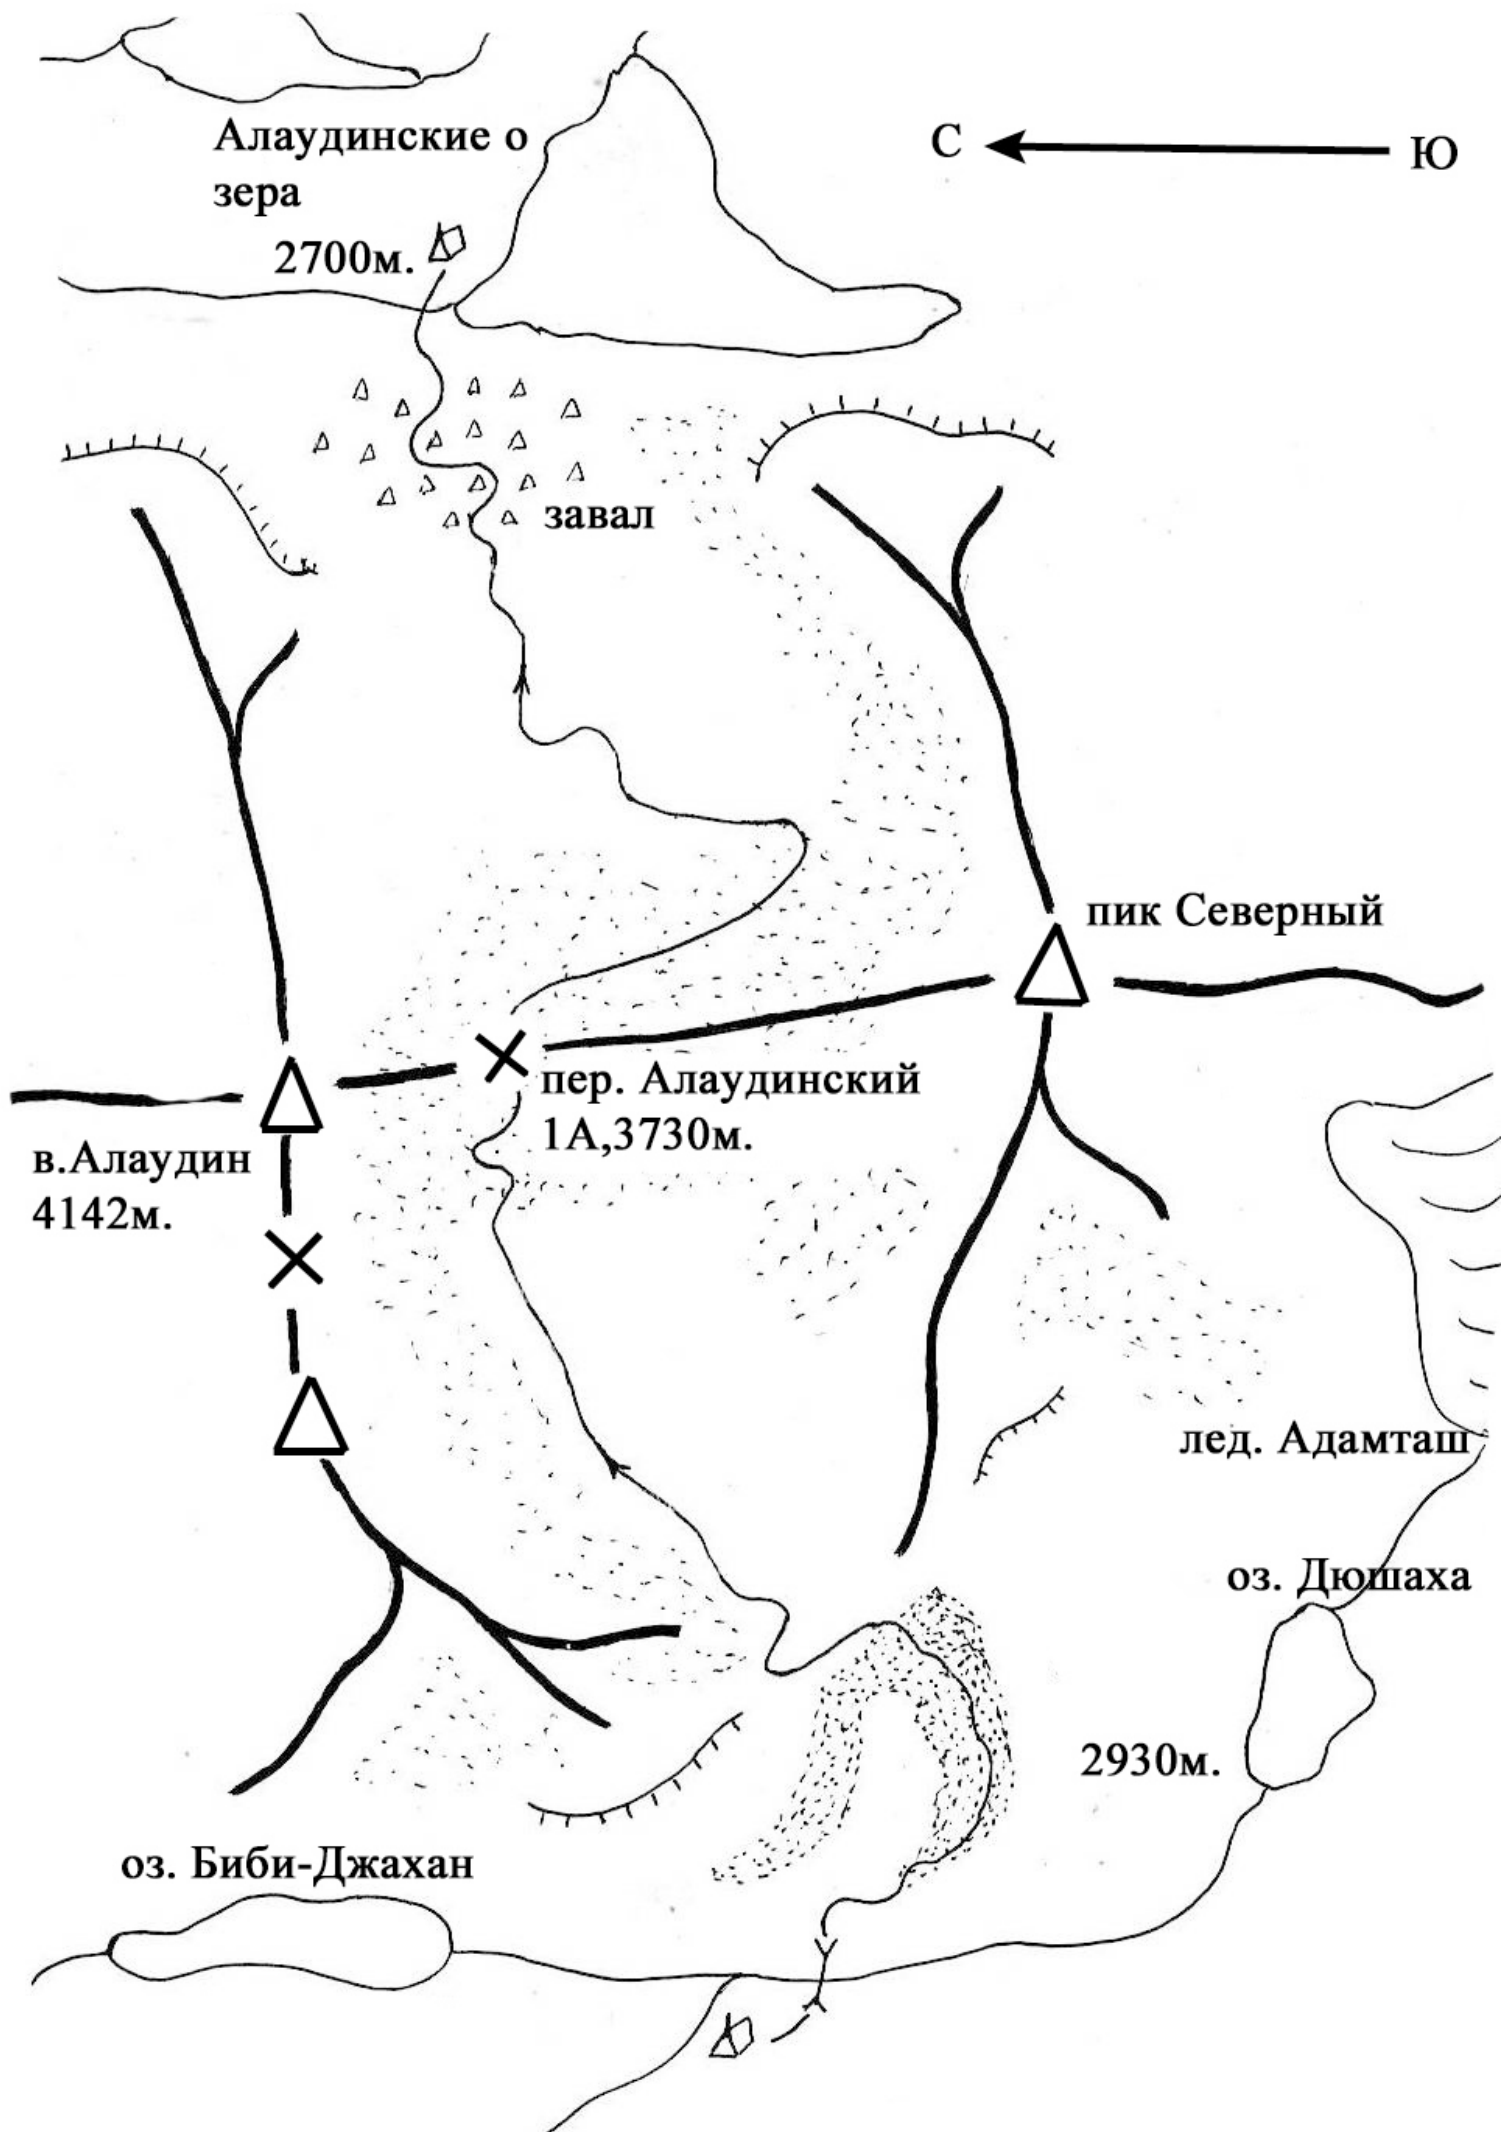 Алаудинские о
зера
2700м.
С
Ю
завал
пик Северный
пер. Алаудинский
1А,3730м.
в.Алаудин
4142м.
лед. Адамташ
оз. Дюшаха
2930м.
оз. Биби-Джахан